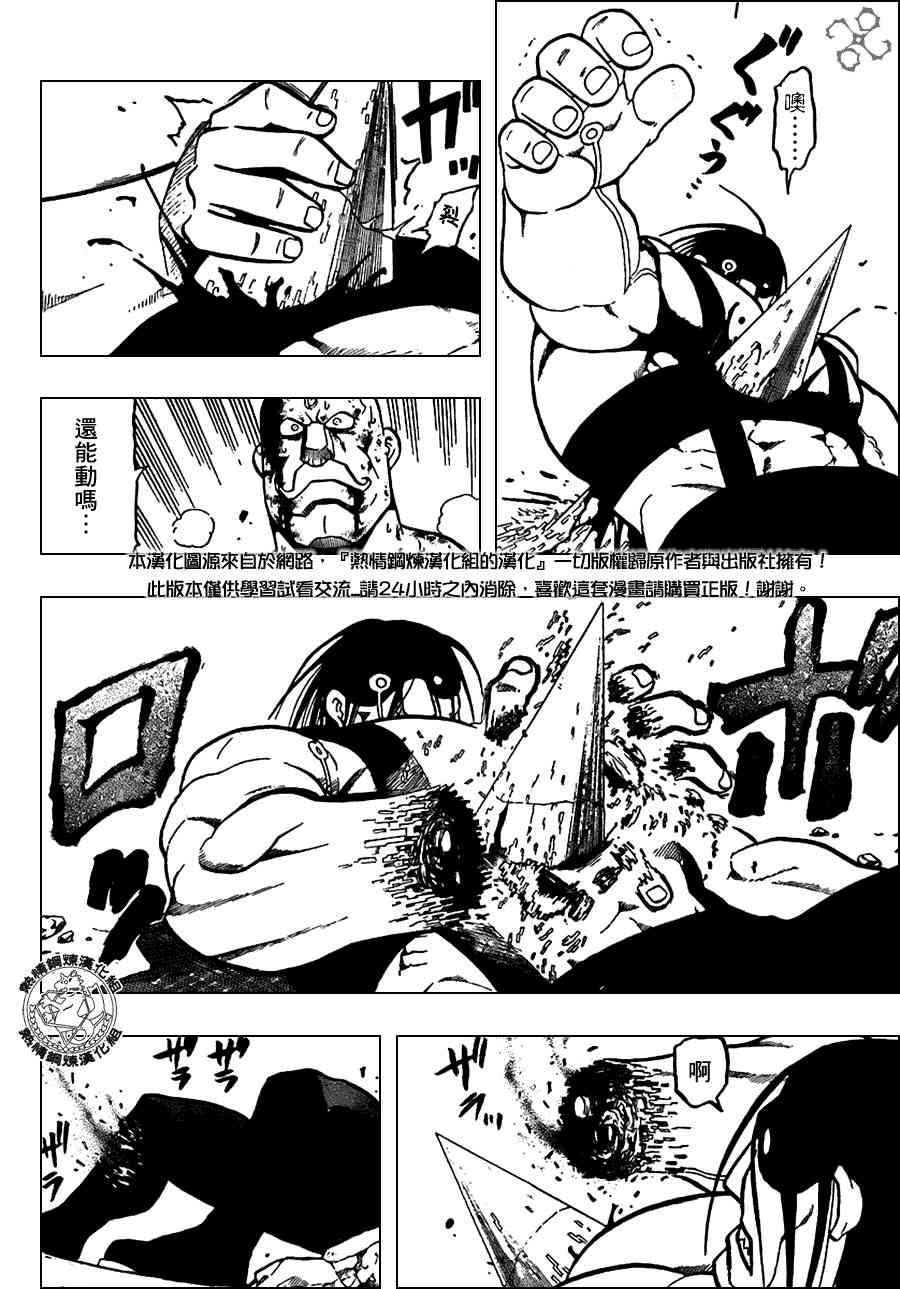 噢……
ぐぐぅ…
ガ
裂
還能動嗎…
本漢化圖源來自於網路，『熱情鋼煉漢化組的漢化』一切版權歸原作者與出版社擁有！
此版本僅供學習試看交流_請24小時之內消除，喜歡這套漫畫請購買正版！謝謝。
ボロ
熱情鋼煉漢化組
熱情鋼煉漢化組
啊
ザァッ
ザラ
ザラ
ザラ